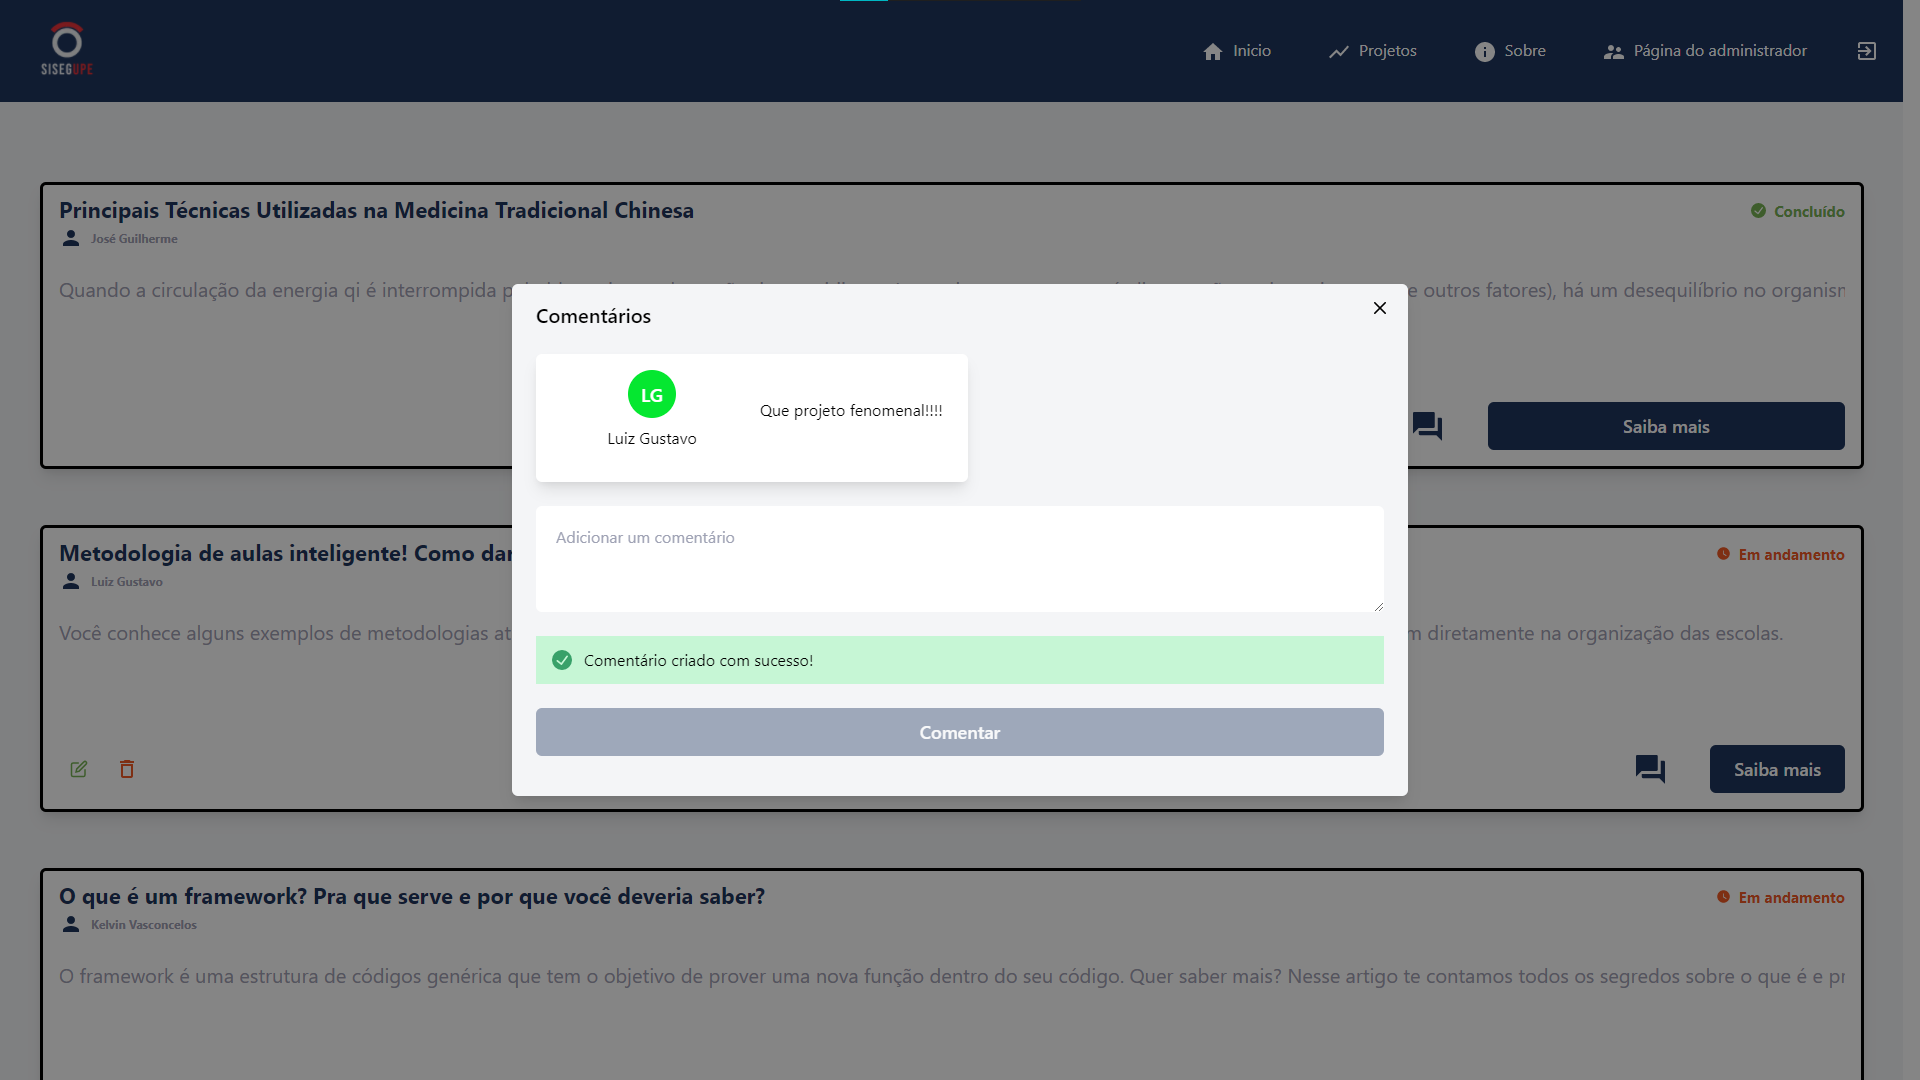 SISEGUPE
Inicio
Projetos
Sobre
Página do administrador
Principais Técnicas Utilizadas na Medicina Tradicional Chinesa
Concluído
José Guilherme
Quando a circulação da energia qi é interrompida
e outros fatores), há um desequilíbrio no
Saiba mais
Comentários
LG
Luiz Gustavo
Que projeto fenomenal!!!!
Adicionar um comentário
Comentário criado com sucesso!
Comentar
Metodologia de aulas inteligente! Como dar
Em andamento
Luiz Gustavo
Você conhece alguns exemplos de metodologias
diretamente na organização das escolas.
Saiba mais
O que é um framework? Pra que serve e por que você deveria saber?
Em andamento
Kelvin Vasconcelos
O framework é uma estrutura de códigos genérica que tem o objetivo de prover uma nova função dentro do seu código. Quer saber mais? Nesse artigo te contamos todos os segredos sobre o que é e